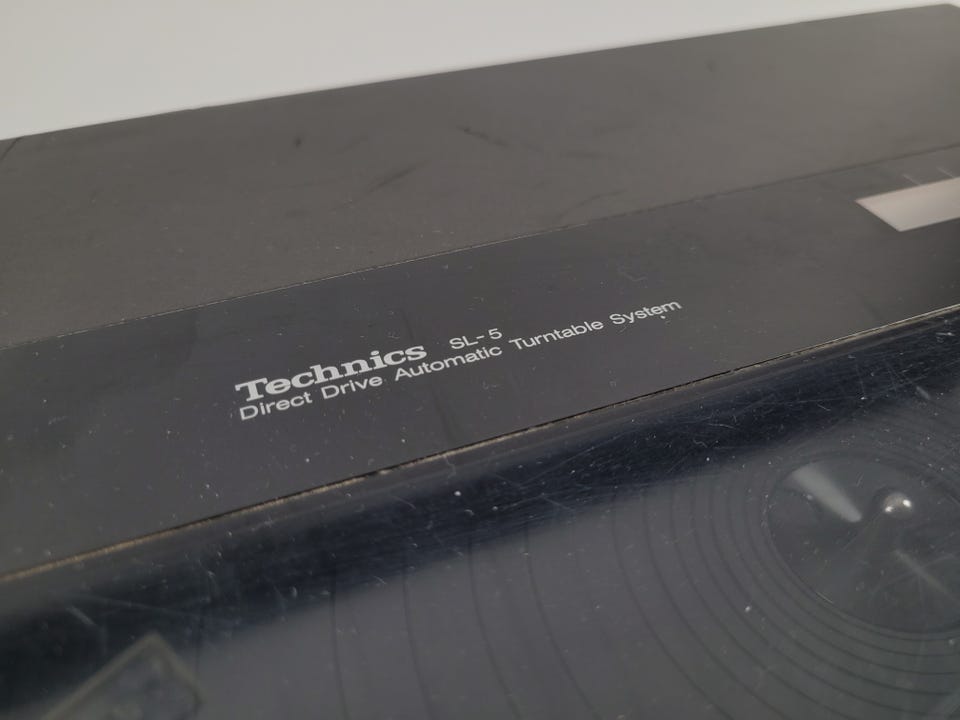 Technics SL-5
Direct Drive Automatic Turntable System